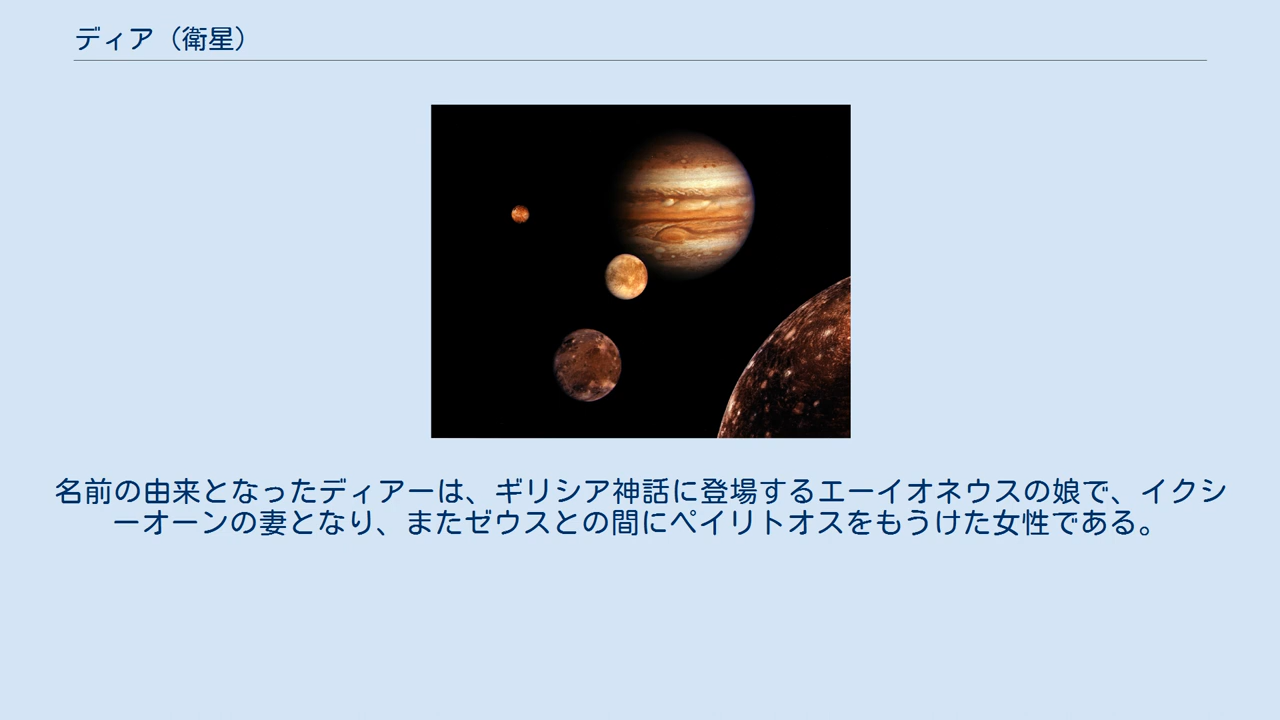 ディア（衛星）
名前の由来となったディアーは、ギリシア神話に登場するエーイオネウスの娘で、イクシ
ーオーンの妻となり、またゼウスとの間にペイリトオスをもうけた女性である。